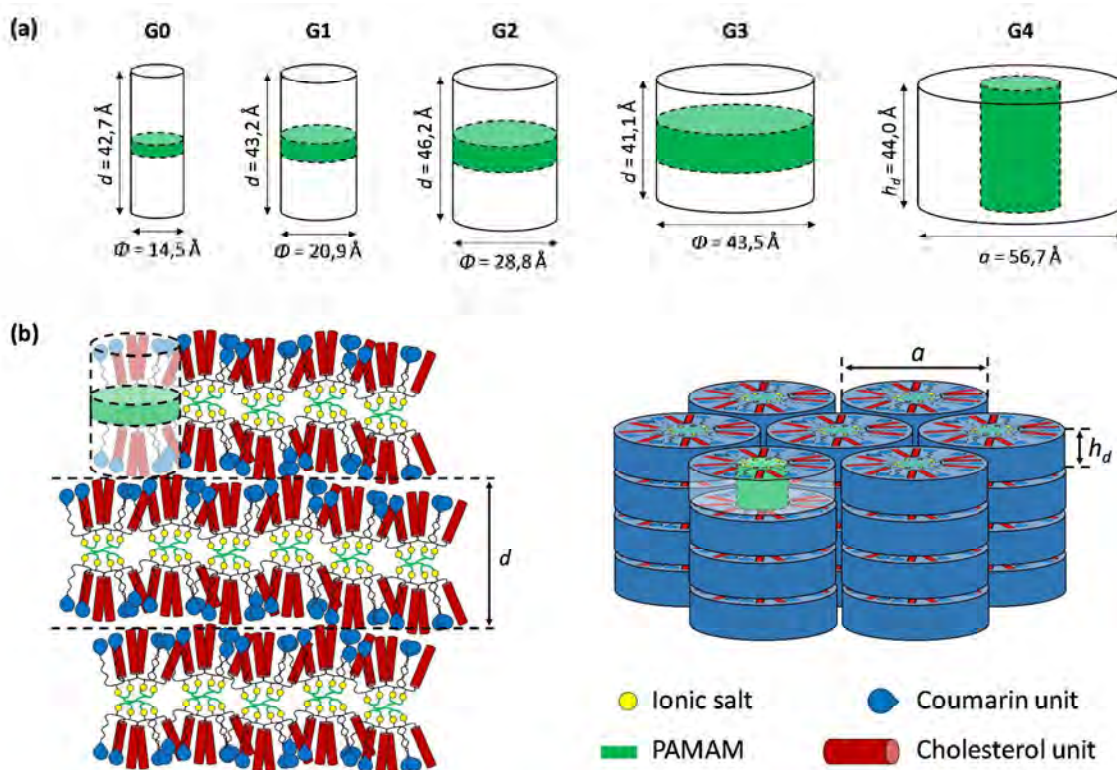 (a)
G0
G1
G2
G3
G4
d = 42,7 Å
Φ = 14,5 Å
d = 43,2 Å
Φ = 20,9 Å
d = 46,2 Å
Φ = 28,8 Å
d = 41,1 Å
Φ = 43,5 Å
h_d = 44,0 Å
a = 56,7 Å
(b)
d
a
h_d
Ionic salt
Coumarin unit
PAMAM
Cholesterol unit